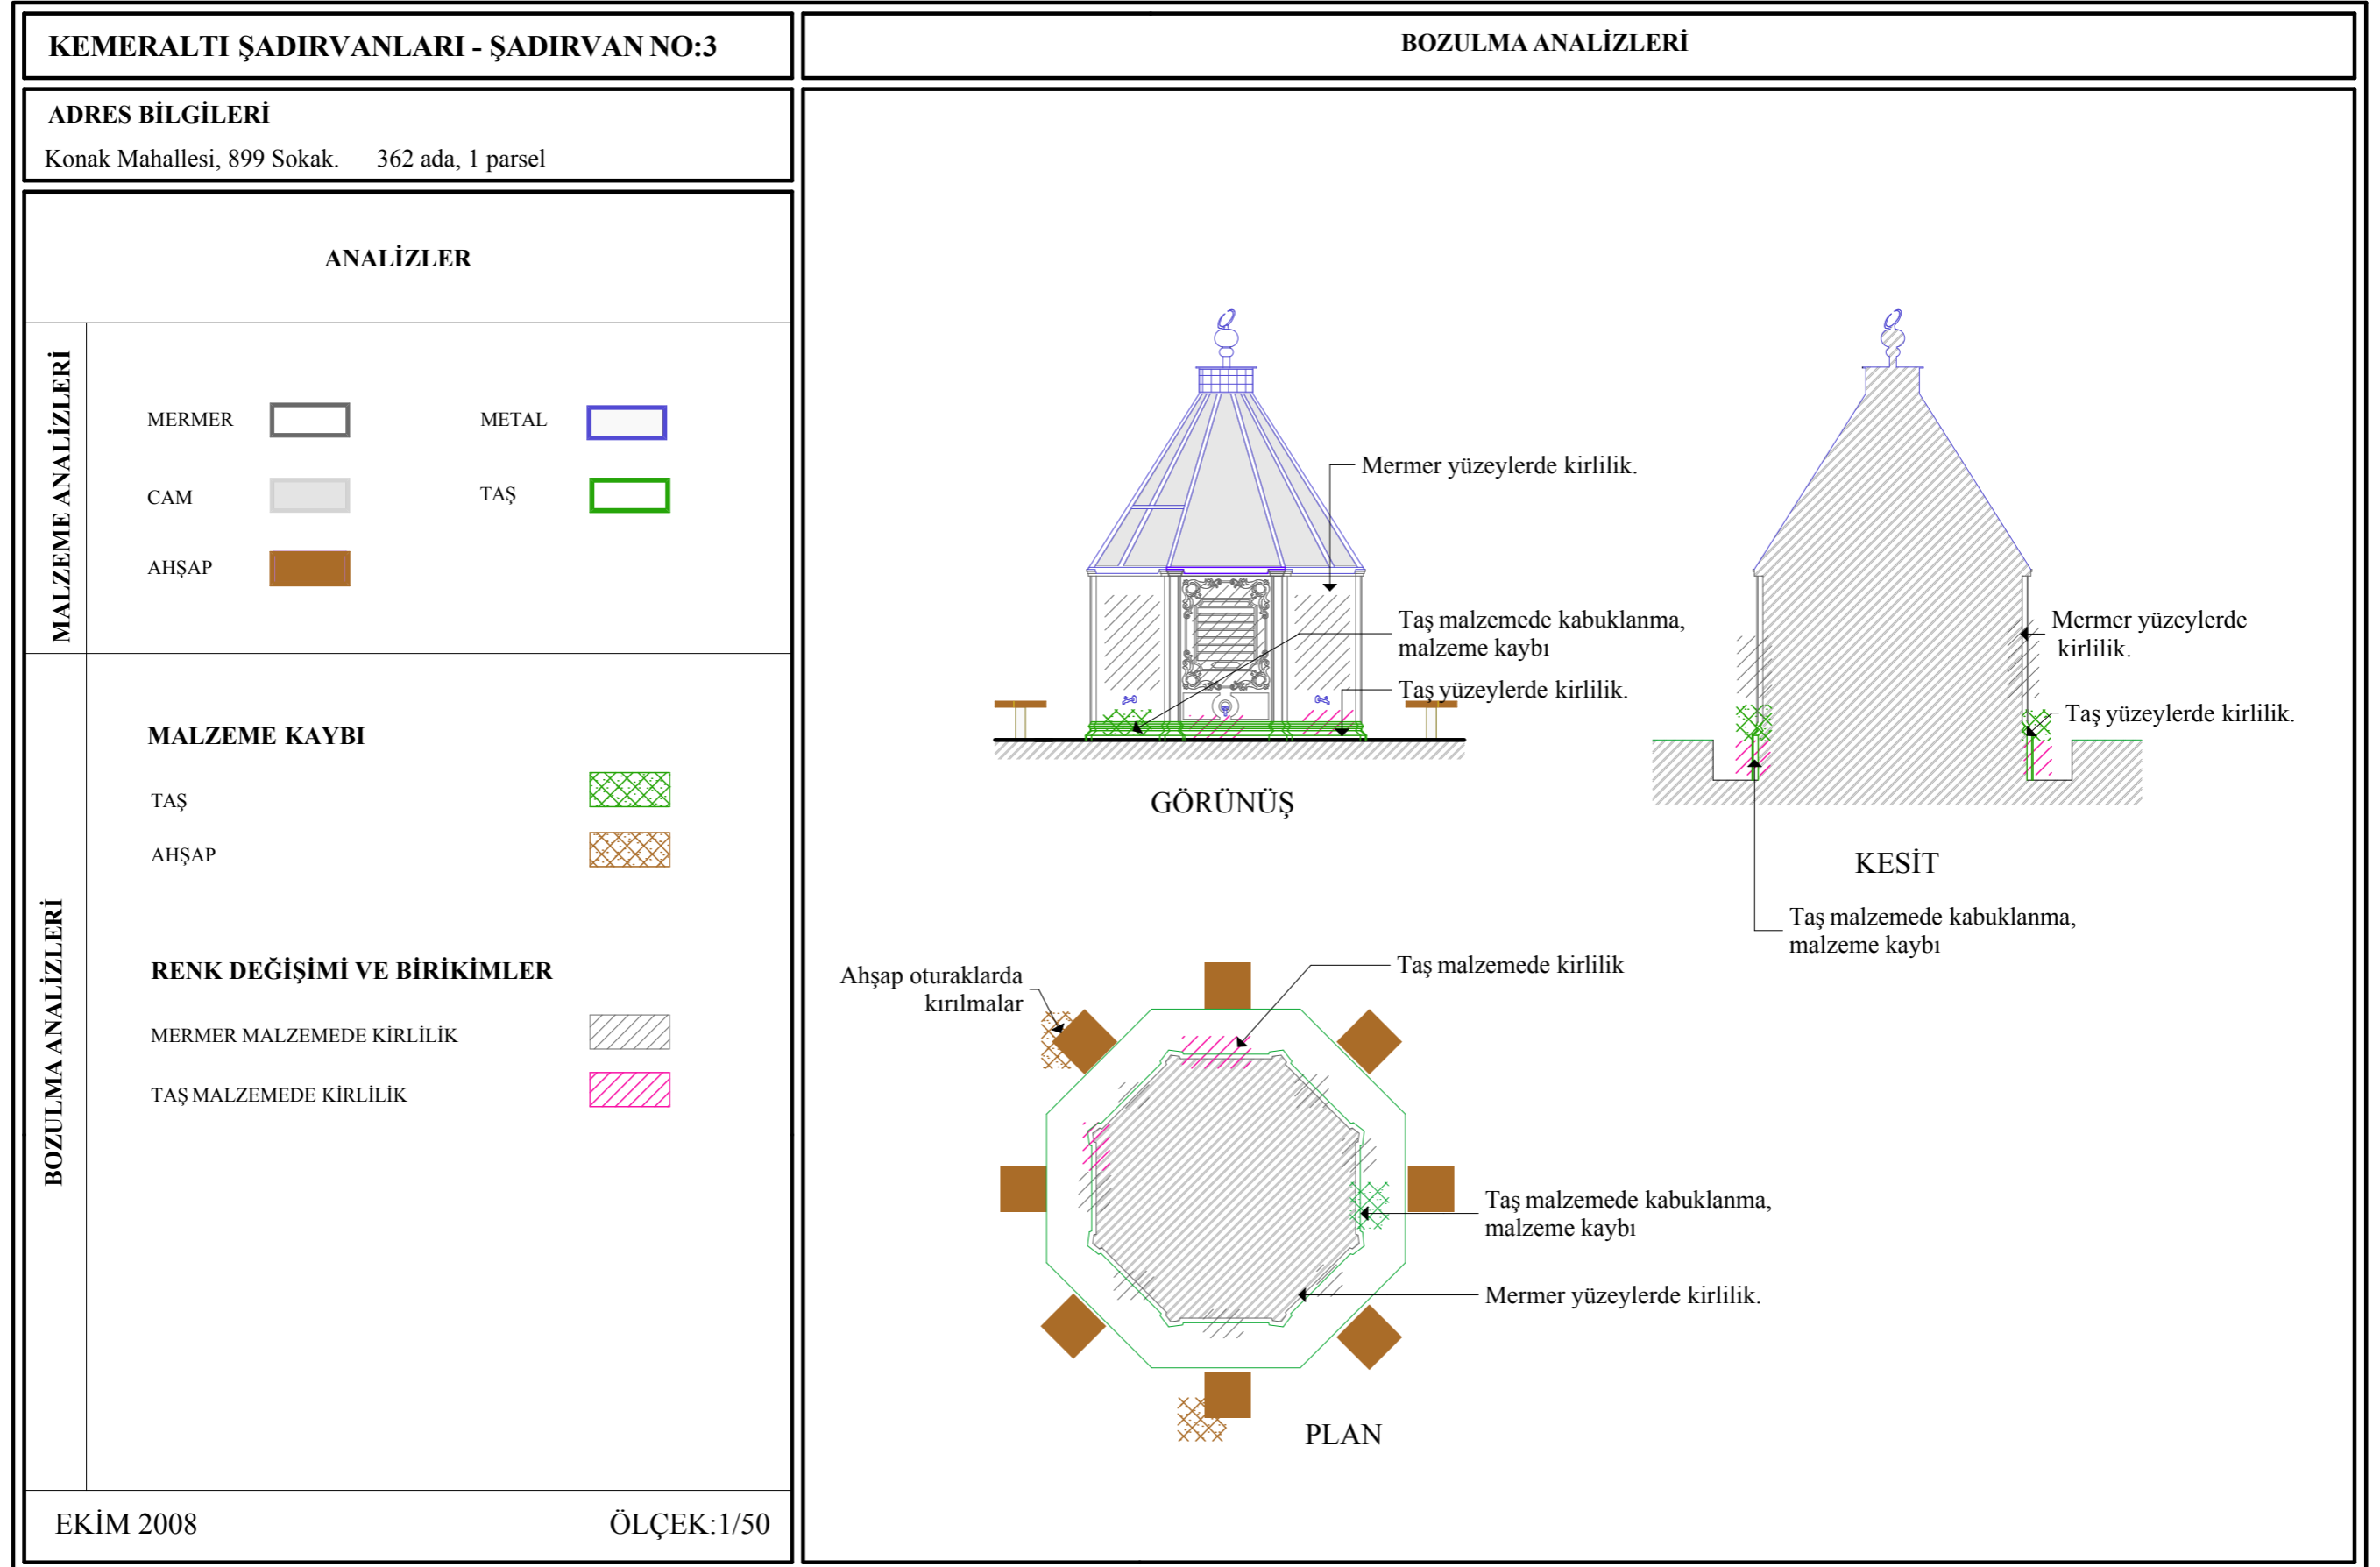 KEMERALTI ŞADIRVANLARI - ŞADIRVAN NO:3
BOZULMA ANALİZLERİ
ADRES BİLGİLERİ
Konak Mahallesi, 899 Sokak. 362 ada, 1 parsel
ANALİZLER
MALZEME ANALİZLERİ
MERMER
METAL
CAM
TAŞ
AHŞAP
BOZULMA ANALİZLERİ
MALZEME KAYBI
TAŞ
AHŞAP
RENK DEĞİŞİMİ VE BİRİKİMLER
MERMER MALZEMEDE KİRLİLİK
TAŞ MALZEMEDE KİRLİLİK
EKİM 2008
ÖLÇEK:1/50
Mermer yüzeylerde kirlilik.
Taş malzemede kabuklanma,
malzeme kaybı
Taş yüzeylerde kirlilik.
GÖRÜNÜŞ
Mermer yüzeylerde
kirlilik.
Taş yüzeylerde kirlilik.
KESİT
Taş malzemede kabuklanma,
malzeme kaybı
Ahşap oturaklarda
kırılmalar
Taş malzemede kirlilik
Taş malzemede kabuklanma,
malzeme kaybı
Mermer yüzeylerde kirlilik.
PLAN